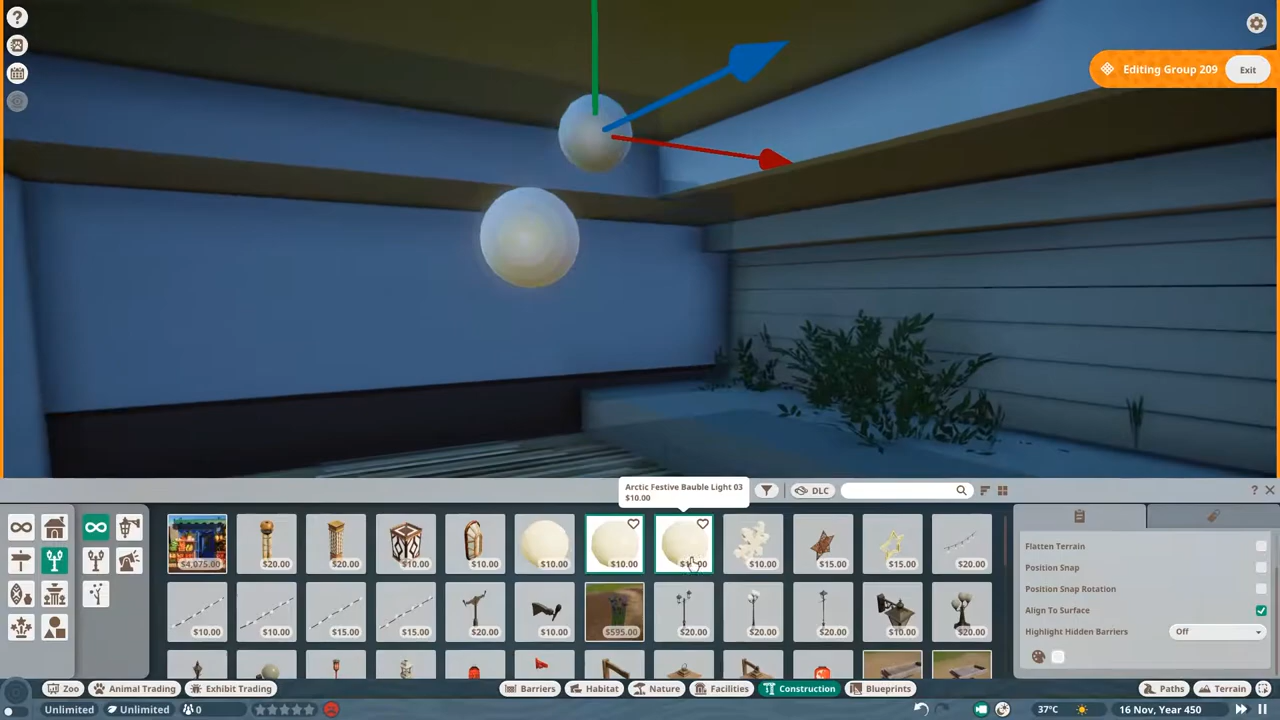 ?
Editing Group 209
Exit
Arctic Festive Bauble Light 03
$10.00
DLC
?
$4,075.00
$20.00
$20.00
$10.00
$10.00
$10.00
$10.00
$10.00
$15.00
$15.00
$20.00
Flatten Terrain
Position Snap
Position Snap Rotation
Align To Surface
Highlight Hidden Barriers
Off
$10.00
$10.00
$15.00
$15.00
$20.00
$10.00
$595.00
$20.00
$20.00
$20.00
$10.00
$20.00
Zoo
Animal Trading
Exhibit Trading
Barriers
Habitat
Nature
Facilities
Construction
Blueprints
Paths
Terrain
Unlimited
Unlimited
0
37°C
16 Nov, Year 450